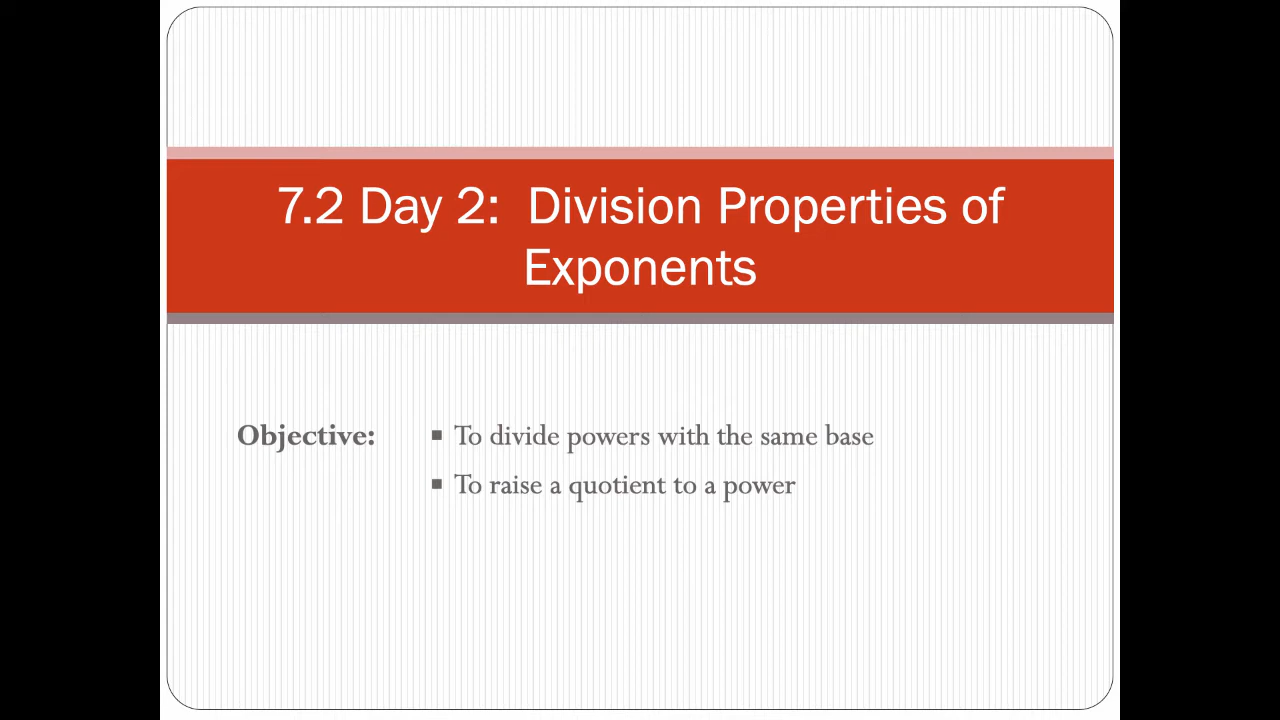 7.2 Day 2:  Division Properties of
Exponents
Objective: ▪ To divide powers with the same base
▪ To raise a quotient to a power